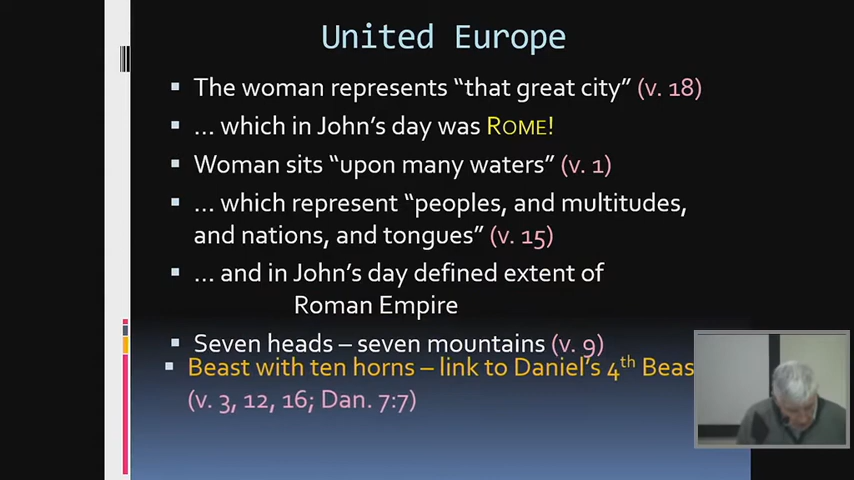 United Europe
The woman represents “that great city” (v. 18)
… which in John’s day was ROME!
Woman sits “upon many waters” (v. 1)
… which represent “peoples, and multitudes,
and nations, and tongues” (v. 15)
… and in John’s day defined extent of
Roman Empire
Seven heads – seven mountains (v. 9)
Beast with ten horns – link to Daniel’s 4th Beas
(v. 3, 12, 16; Dan. 7:7)